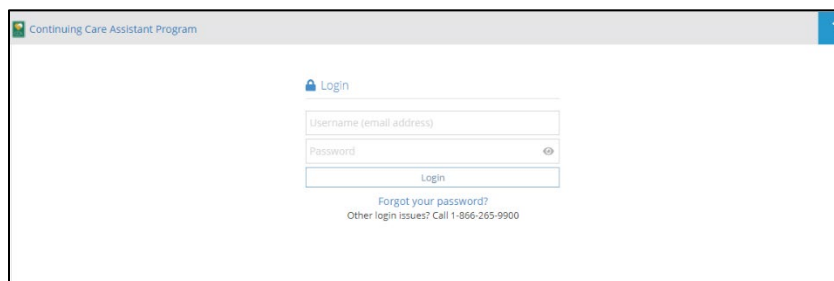 Continuing Care Assistant Program
Login
Username (email address)
Password
Login
Forgot your password?
Other login issues? Call 1-866-265-9900